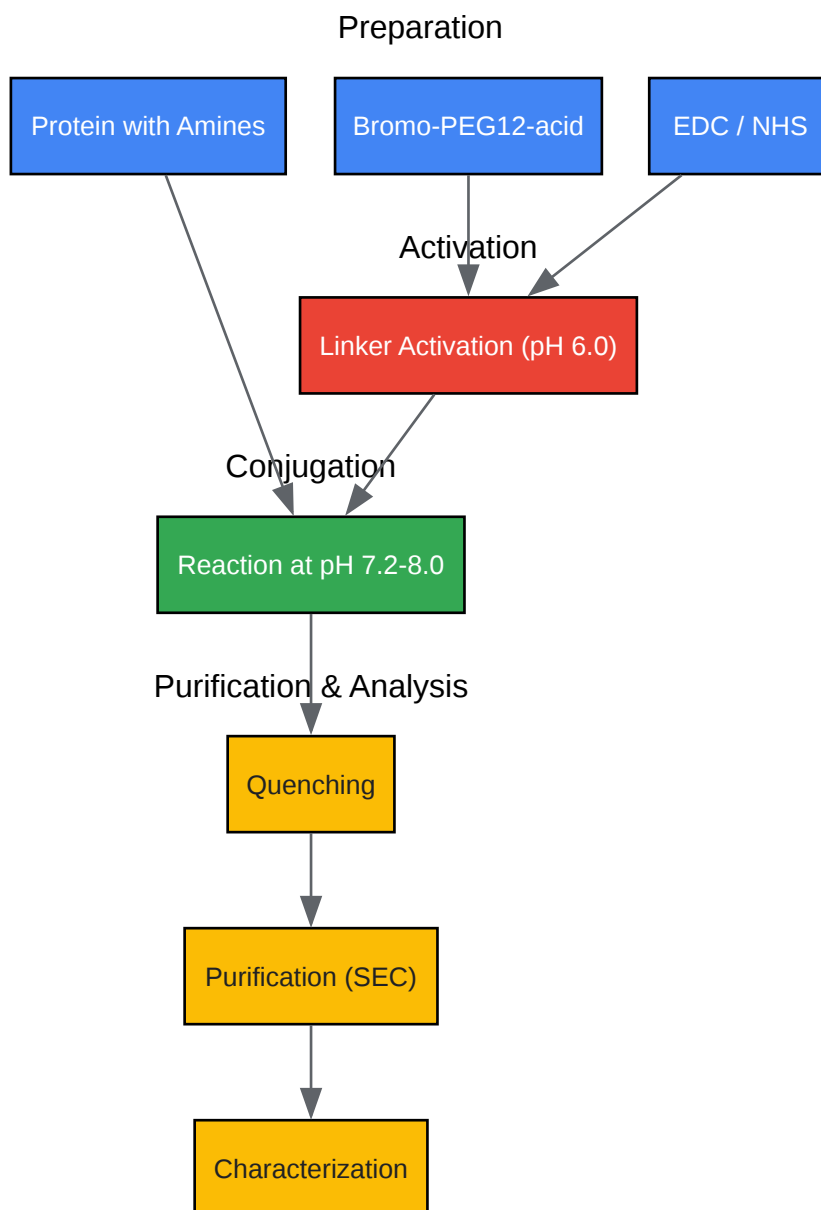 Preparation
Protein with Amines
Bromo-PEG12-acid
EDC / NHS
Activation
Linker Activation (pH 6.0)
Conjugation
Reaction at pH 7.2-8.0
Purification & Analysis
Quenching
Purification (SEC)
Characterization